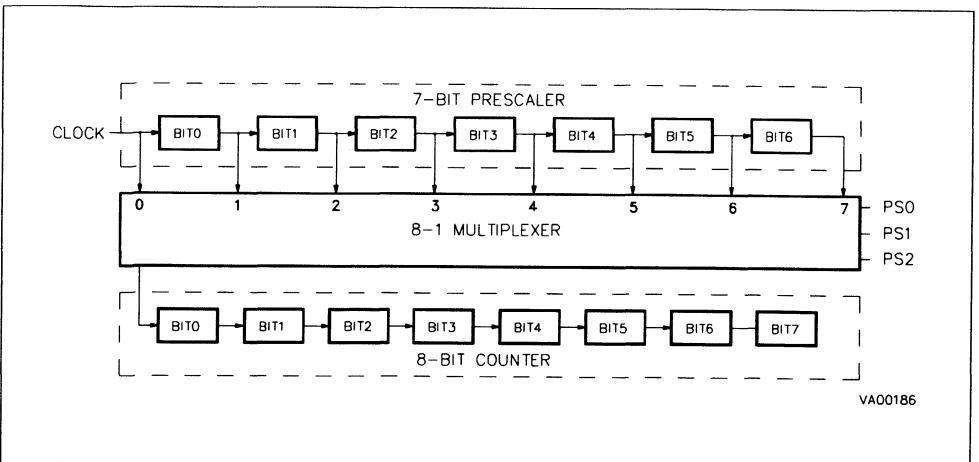 7-BIT PRESCALER
CLOCK
BIT0 BIT1 BIT2 BIT3 BIT4 BIT5 BIT6
0 1 2 3 4 5 6 7
PS0
8-1 MULTIPLEXER
PS1
PS2
BIT0 BIT1 BIT2 BIT3 BIT4 BIT5 BIT6 BIT7
8-BIT COUNTER
VA00186